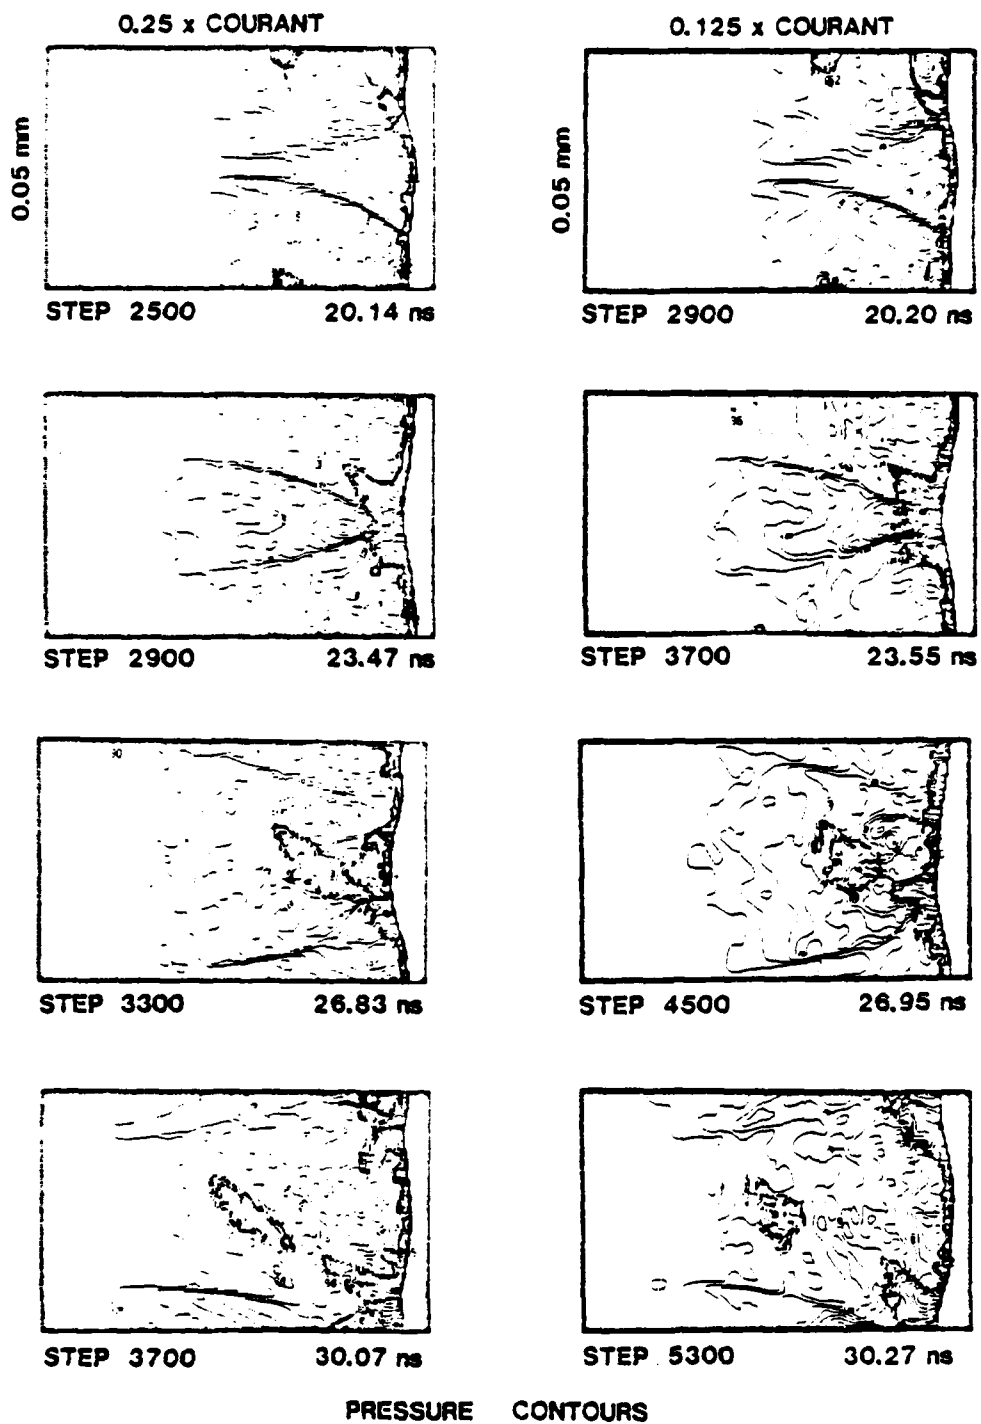 0.25 x COURANT
0.125 x COURANT
0.05 mm
0.05 mm
STEP 2500 20.14 ns
STEP 2900 20.20 ns
STEP 2900 23.47 ns
STEP 3700 23.55 ns
STEP 3300 26.83 ns
STEP 4500 26.95 ns
STEP 3700 30.07 ns
STEP 5300 30.27 ns
PRESSURE CONTOURS